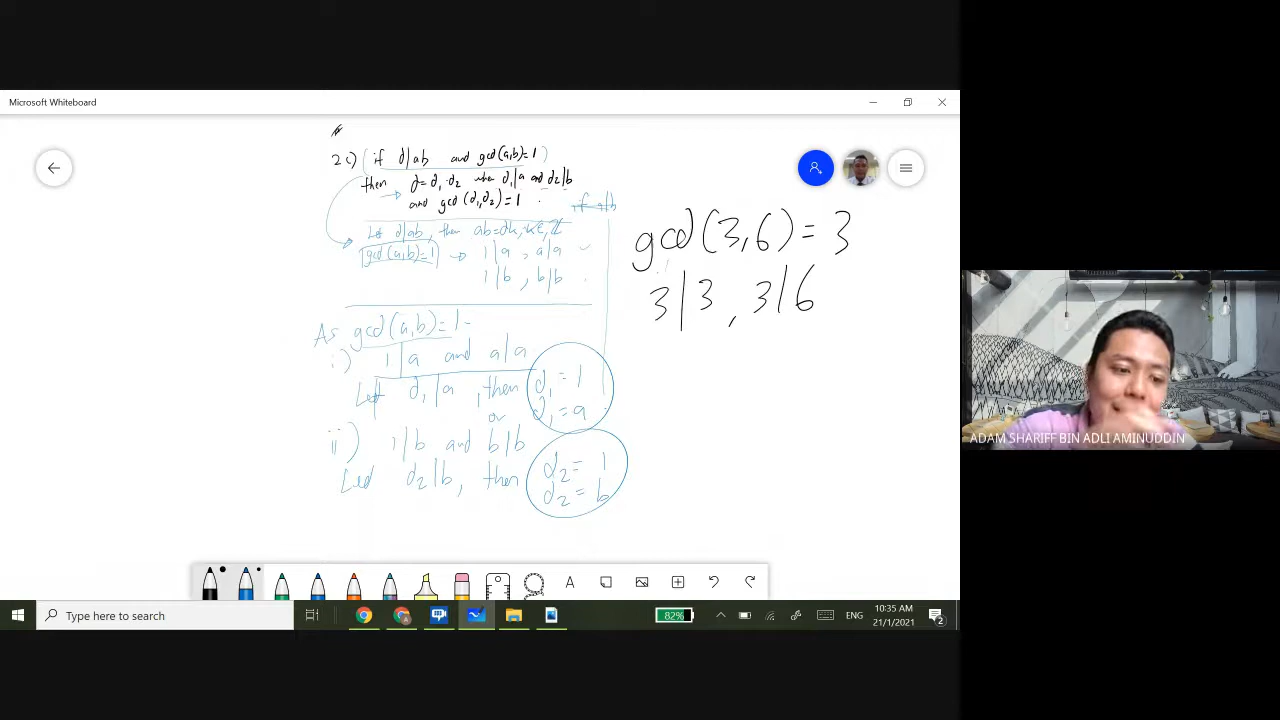 Microsoft Whiteboard
2c) if d|ab and gcd(a,b)=1
then d=d₁·d₂ when d₁|a and d₂|b
and gcd(d₁,d₂)=1.
if a|b
Let d|ab, then ab=dk, k∈ℤ
gcd(a,b)=1 → 1|a , a|a
1|b , b|b
As gcd(a,b)=1
i) 1|a and a|a
Let d₁|a, then d₁=1
or d₁=a
ii) 1|b and b|b
Let d₂|b, then d₂=1
d₂=b
gcd(3,6)=3
3|3, 3|6
ADAM SHARIFF BIN ADLI AMINUDDIN
A
Type here to search
82%
ENG
10:35 AM
21/1/2021
2